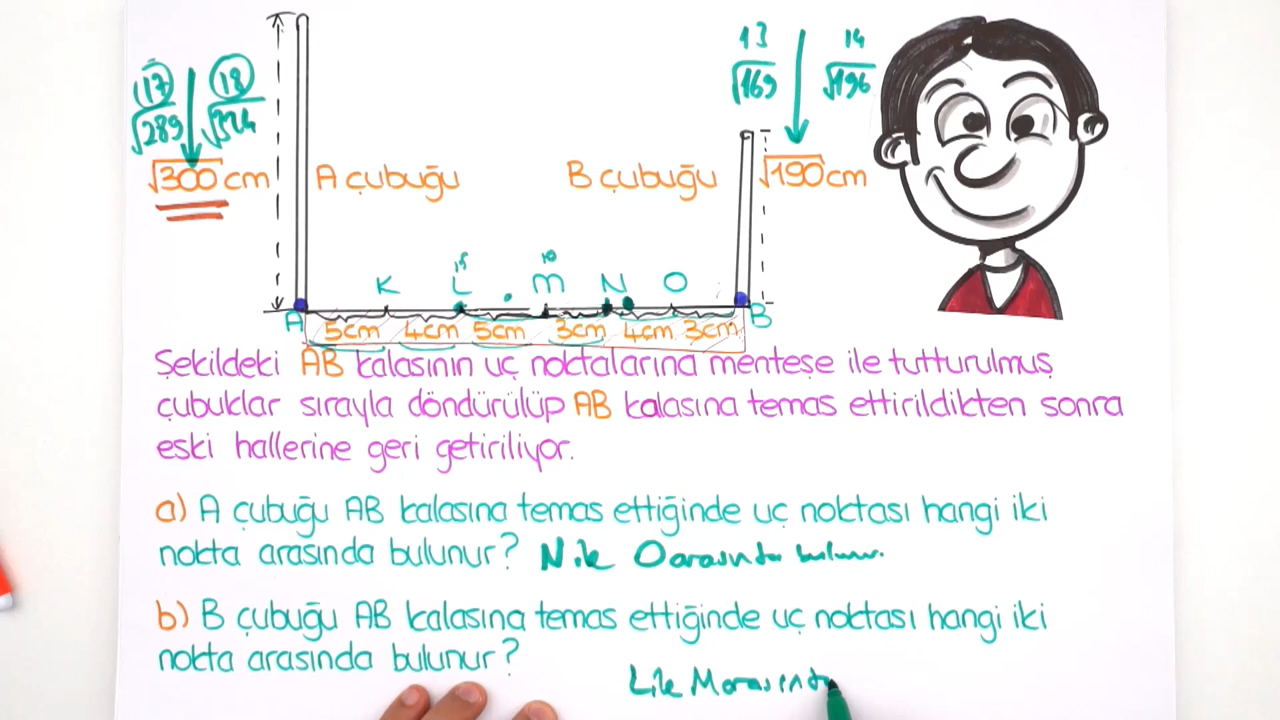 17 18
√289 √324
√300 cm
A çubuğu
B çubuğu
13 14
√169 √196
√190 cm
15 10
K L M N O
A B
5cm 4cm 5cm 3cm 4cm 3cm
Şekildeki AB kalasının uç noktalarına menteşe ile tutturulmuş
çubuklar sırayla döndürülüp AB kalasına temas ettirildikten sonra
eski hallerine geri getiriliyor.
a) A çubuğu AB kalasına temas ettiğinde uç noktası hangi iki
nokta arasında bulunur? N ile O arasında bulunur.
b) B çubuğu AB kalasına temas ettiğinde uç noktası hangi iki
nokta arasında bulunur?
L ile M arasında